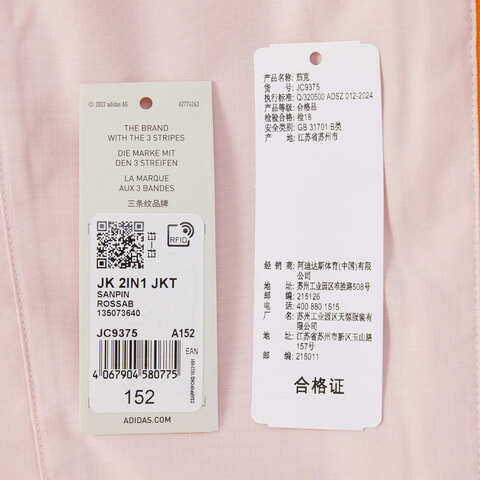 © 2023 adidas AG
62774263
THE BRAND
WITH THE 3 STRIPES
DIE MARKE MIT
DEN 3 STREIFEN
LA MARQUE
AUX 3 BANDES
三条纹品牌
RFID
JK 2IN1 JKT
SANPIN
ROSSAB
135073640
JC9375 A152
EAN
4 067904 580775
152
ADIDAS.COM
产品名称: 茄克
货 号: JC9375
执行标准: Q/320500 ADSZ 012-2024
产品等级: 合格品
检验合格: 检18
安全类别: GB 31701 B类
产 地: 江苏省苏州市
经 销 商: 阿迪达斯体育(中国)有限
公司
地 址: 苏州工业园区唯胜路508号
邮 编: 215126
电 话: 400 880 1515
厂 名: 苏州工业园区天源服装有
限公司
地 址: 江苏省苏州市新区玉山路
157号
邮 编: 215011
合格证